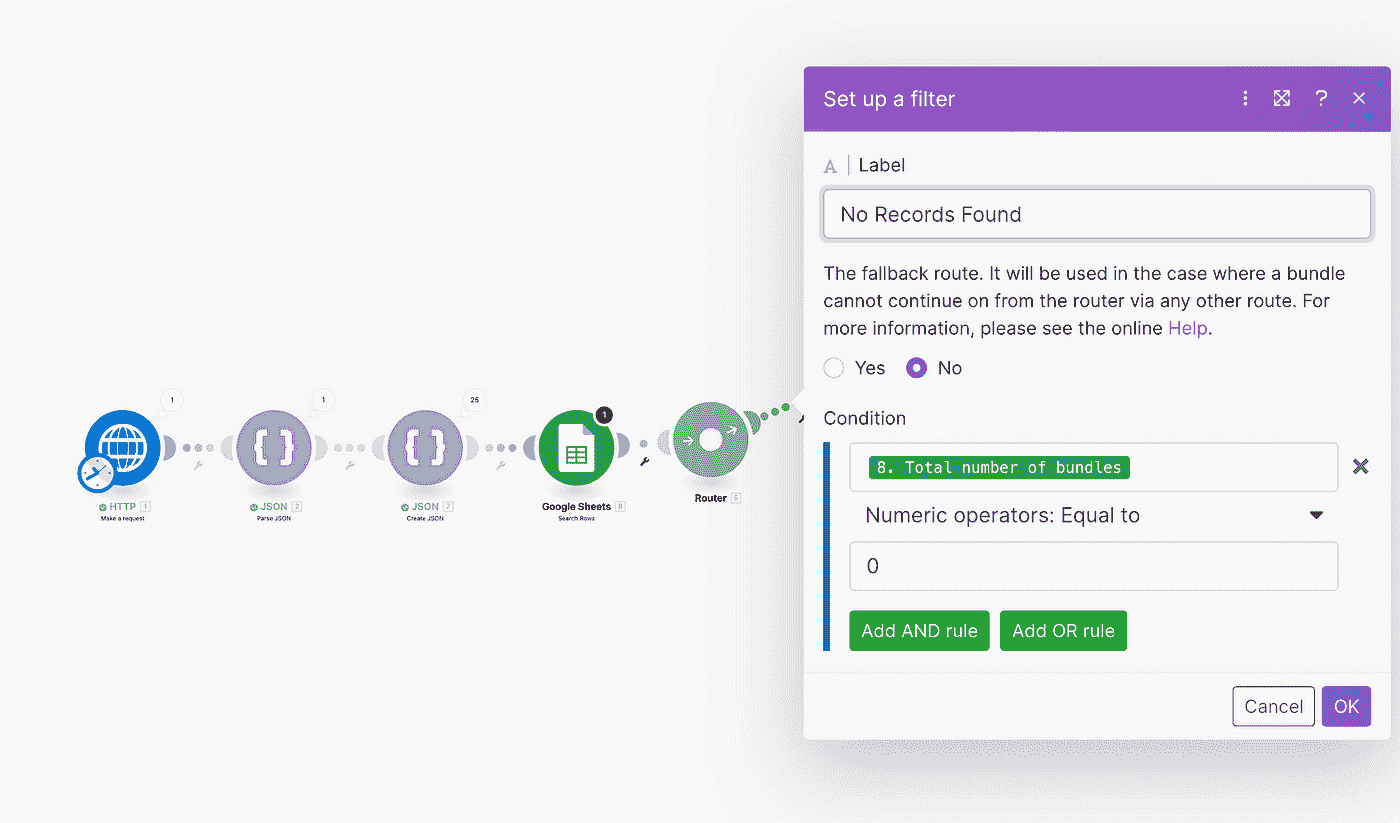 Set up a filter
?
A Label
No Records Found
The fallback route. It will be used in the case where a bundle
cannot continue on from the router via any other route. For
more information, please see the online Help.
Yes No
Condition
8. Total number of bundles
Numeric operators: Equal to
0
Add AND rule Add OR rule
Cancel OK
1
1
25
1
HTTP 1
Make a request
JSON 2
Parse JSON
JSON 7
Create JSON
Google Sheets 8
Search Rows
Router 5